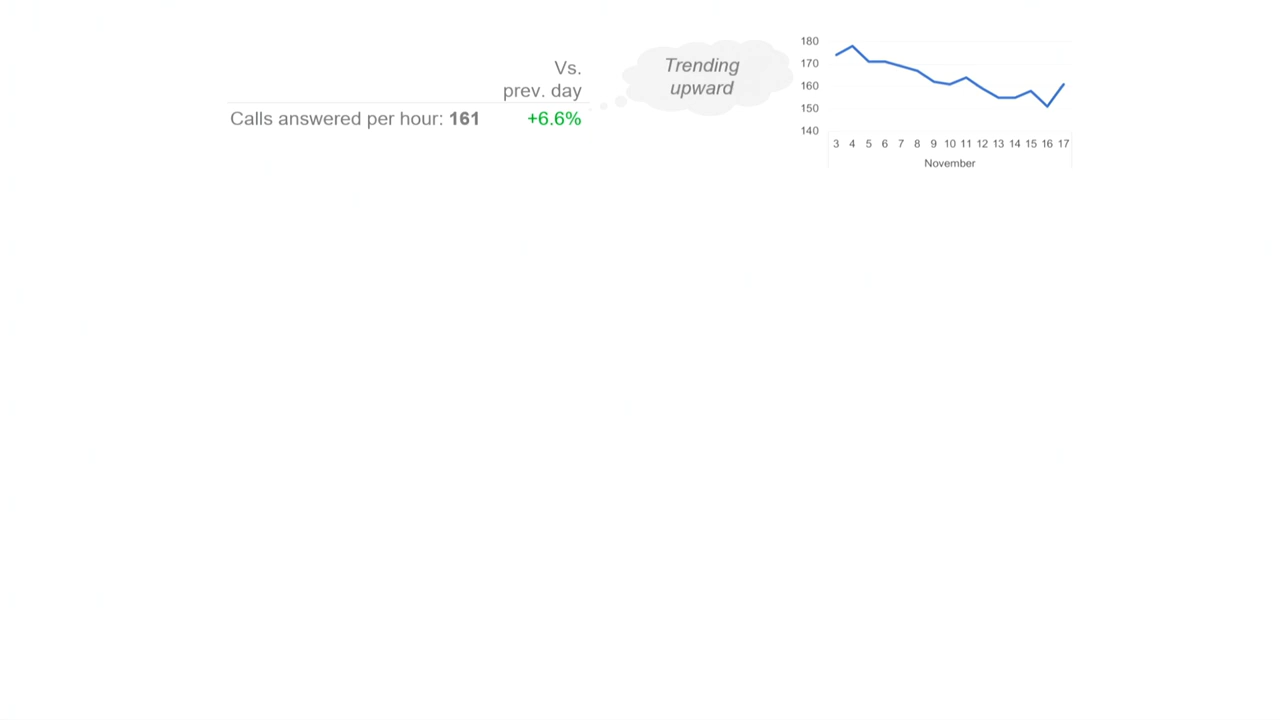 Vs.
prev. day
Calls answered per hour: 161
+6.6%
Trending
upward
180
170
160
150
140
3 4 5 6 7 8 9 10 11 12 13 14 15 16 17
November